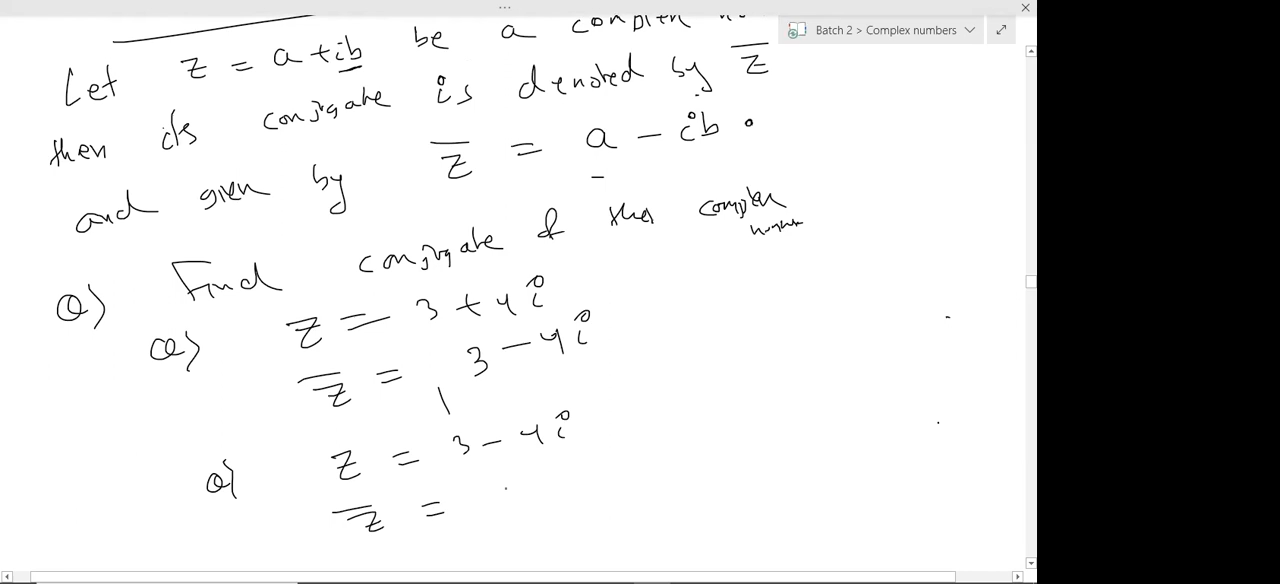 Batch 2 > Complex numbers
Let z = a + ib be a complex
then its conjugate is denoted by z̅
and given by z̅ = a - ib.
Q) Find conjugate of the complex number
a) z = 3 + 4i
z̅ = 3 - 4i
Q) z = 3 - 4i
z̅ =